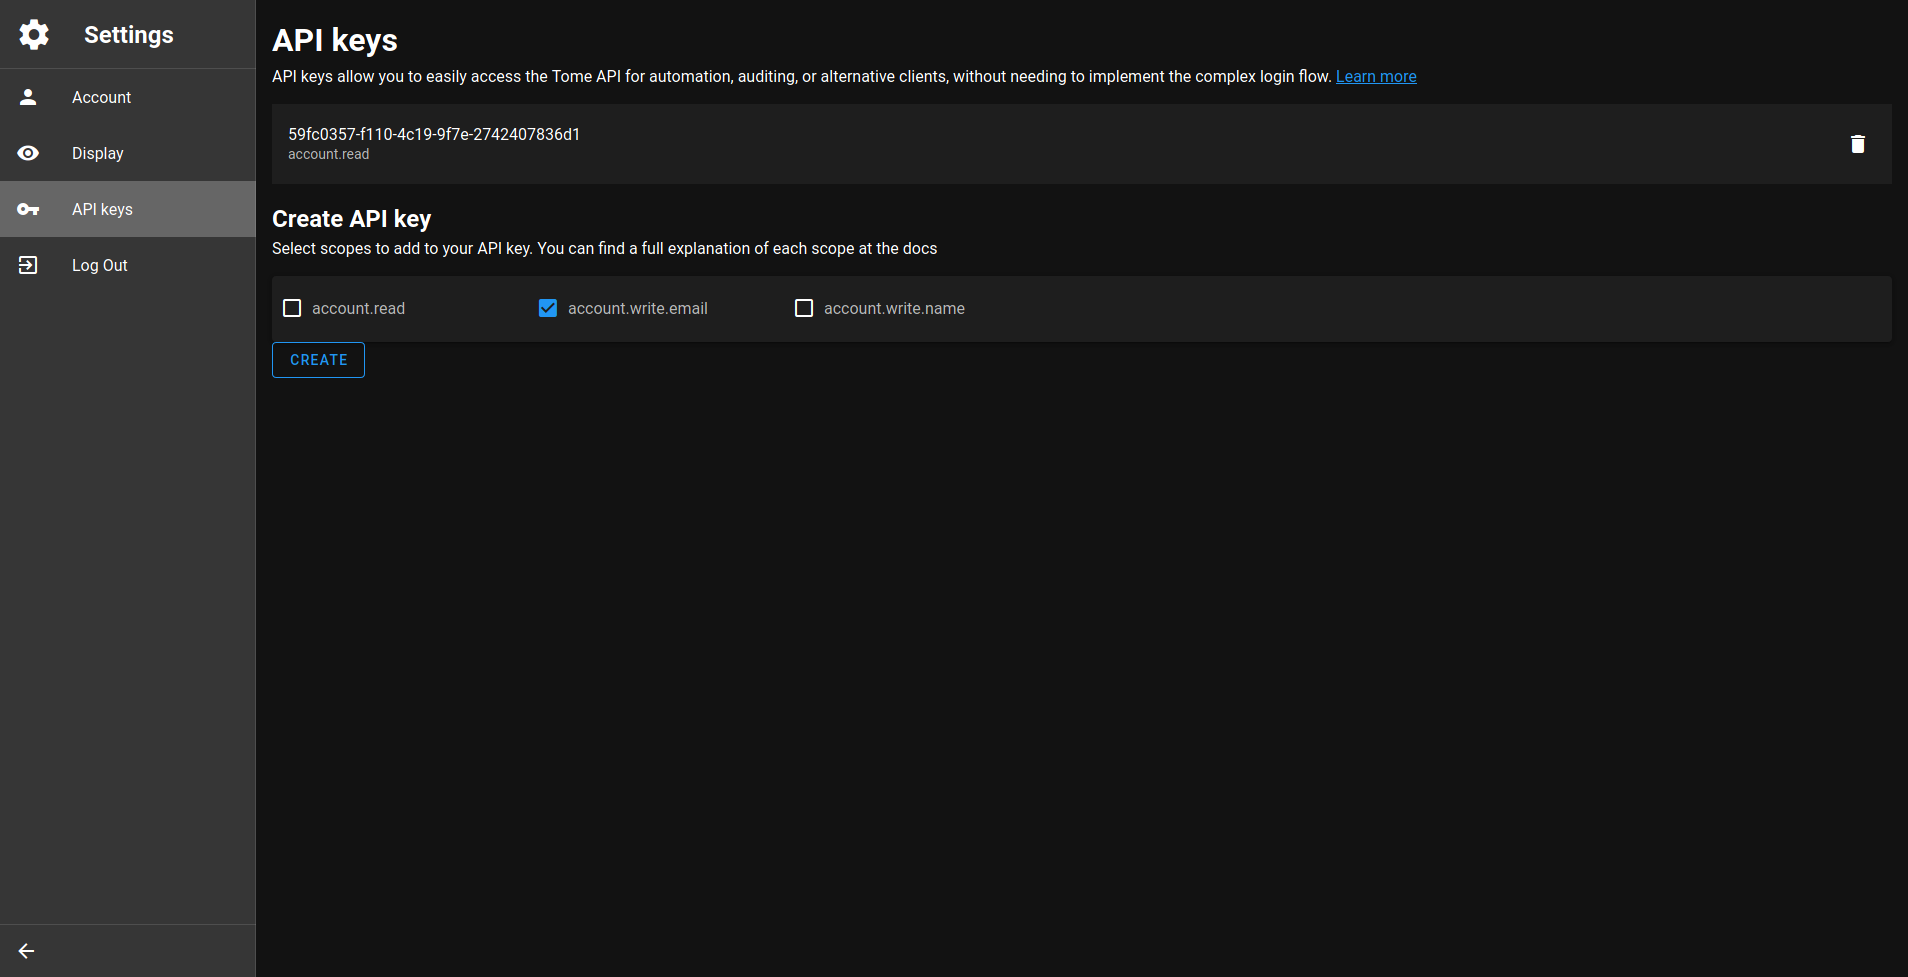 Settings
Account
Display
API keys
Log Out
API keys
API keys allow you to easily access the Tome API for automation, auditing, or alternative clients, without needing to implement the complex login flow. Learn more
59fc0357-f110-4c19-9f7e-2742407836d1
account.read
Create API key
Select scopes to add to your API key. You can find a full explanation of each scope at the docs
account.read account.write.email account.write.name
CREATE